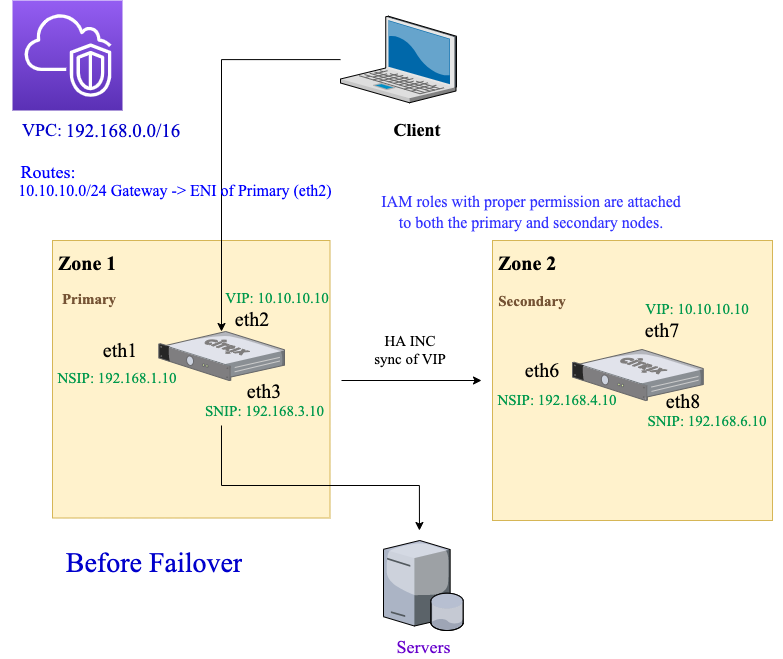 Client
VPC: 192.168.0.0/16
Routes:
10.10.10.0/24 Gateway -> ENI of Primary (eth2)
IAM roles with proper permission are attached
to both the primary and secondary nodes.
Zone 1
Primary
VIP: 10.10.10.10
eth2
eth1
CITRIX
NSIP: 192.168.1.10
eth3
SNIP: 192.168.3.10
HA INC
sync of VIP
Zone 2
Secondary
VIP: 10.10.10.10
eth7
eth6
CITRIX
NSIP: 192.168.4.10
eth8
SNIP: 192.168.6.10
Before Failover
Servers